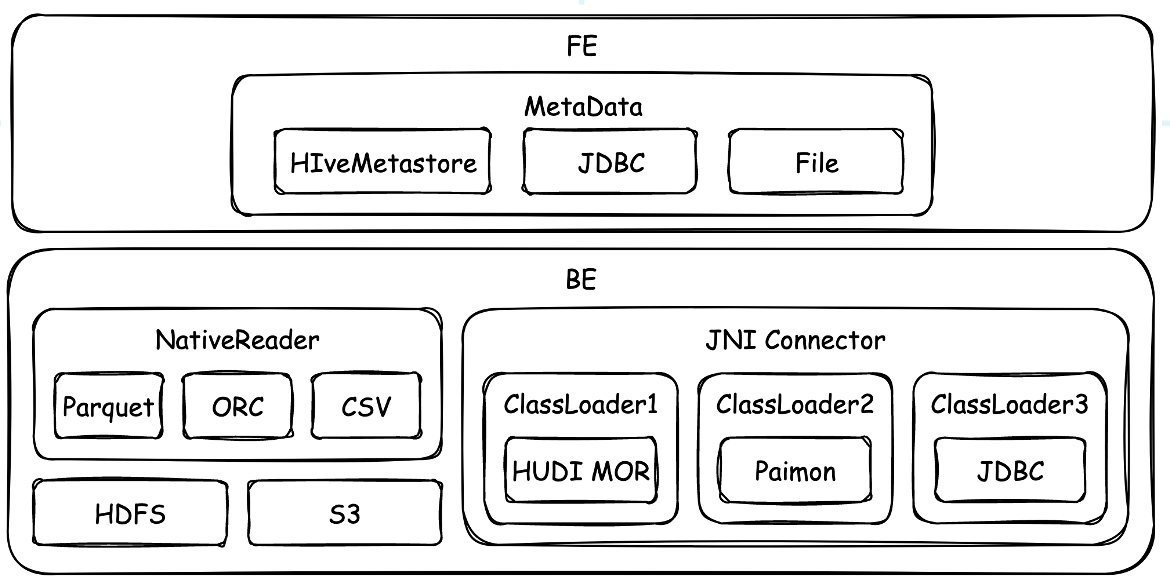 FE
MetaData
HIveMetastore
JDBC
File
BE
NativeReader
Parquet
ORC
CSV
HDFS
S3
JNI Connector
ClassLoader1
HUDI MOR
ClassLoader2
Paimon
ClassLoader3
JDBC